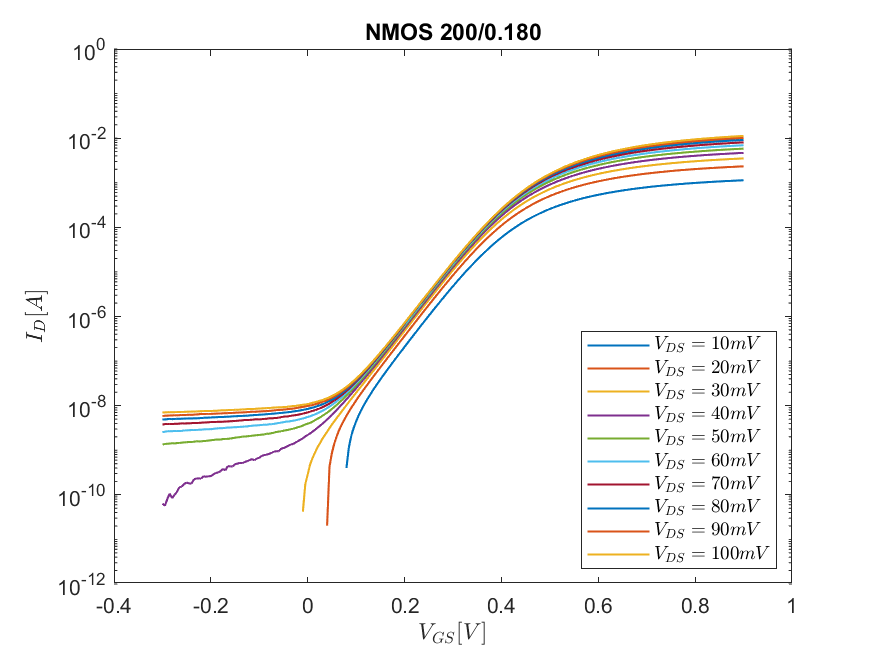 NMOS 200/0.180
10^0
10^-2
10^-4
10^-6
10^-8
10^-10
10^-12
I_D[A]
-0.4 -0.2 0 0.2 0.4 0.6 0.8 1
V_GS[V]
V_DS = 10mV
V_DS = 20mV
V_DS = 30mV
V_DS = 40mV
V_DS = 50mV
V_DS = 60mV
V_DS = 70mV
V_DS = 80mV
V_DS = 90mV
V_DS = 100mV